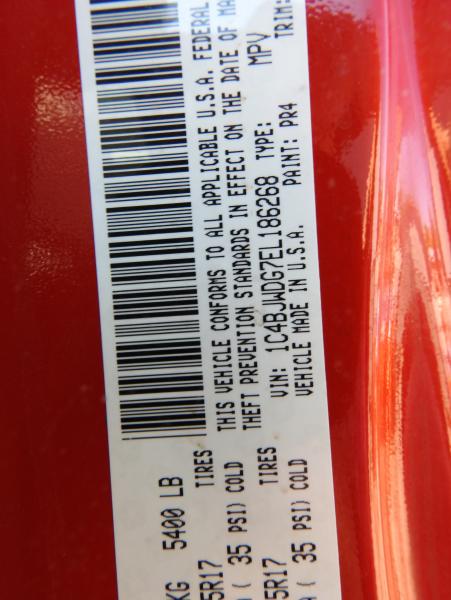 KG 5400 LB
5R17 TIRES
( 35 PSI) COLD
THIS VEHICLE CONFORMS TO ALL APPLICABLE U.S.A. FEDERAL
THEFT PREVENTION STANDARDS IN EFFECT ON THE DATE OF MA
VIN: 1C4BJWDG7EL186268 TYPE: MPV
VEHICLE MADE IN U.S.A. PAINT: PR4 TRIM:
5R17 TIRES
( 35 PSI) COLD